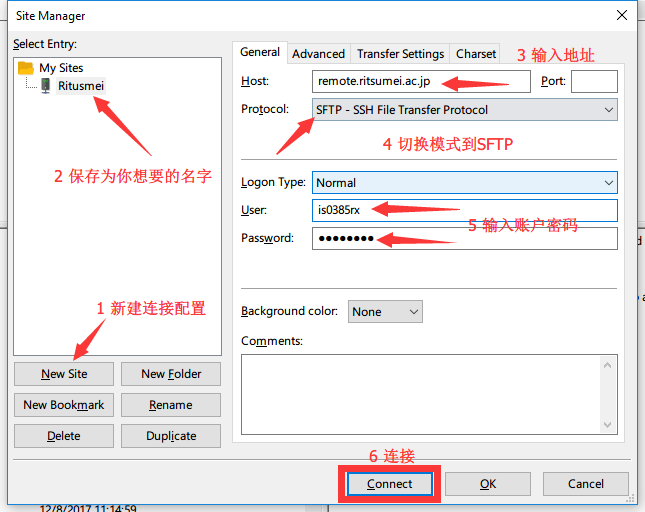 Site Manager
Select Entry:
My Sites
Ritusmei
2 保存为你想要的名字
1 新建连接配置
New Site
New Folder
New Bookmark
Rename
Delete
Duplicate
General
Advanced
Transfer Settings
Charset
3 输入地址
Host:
remote.ritsumei.ac.jp
Port:
Protocol:
SFTP - SSH File Transfer Protocol
4 切换模式到SFTP
Logon Type:
Normal
User:
is0385rx
5 输入账户密码
Password:
Background color:
None
Comments:
6 连接
Connect
OK
Cancel
12/8/2017 11:14:59